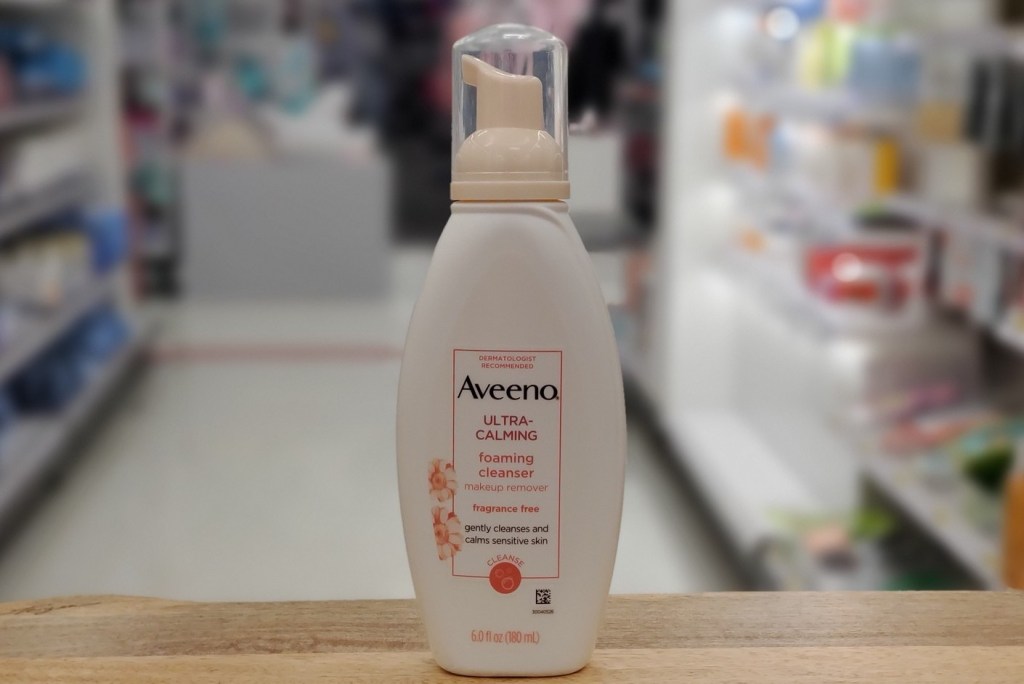 DERMATOLOGIST
RECOMMENDED
Aveeno®
ULTRA-
CALMING
foaming
cleanser
makeup remover
fragrance free
gently cleanses and
calms sensitive skin
CLEANSE
6.0 fl oz (180 mL)